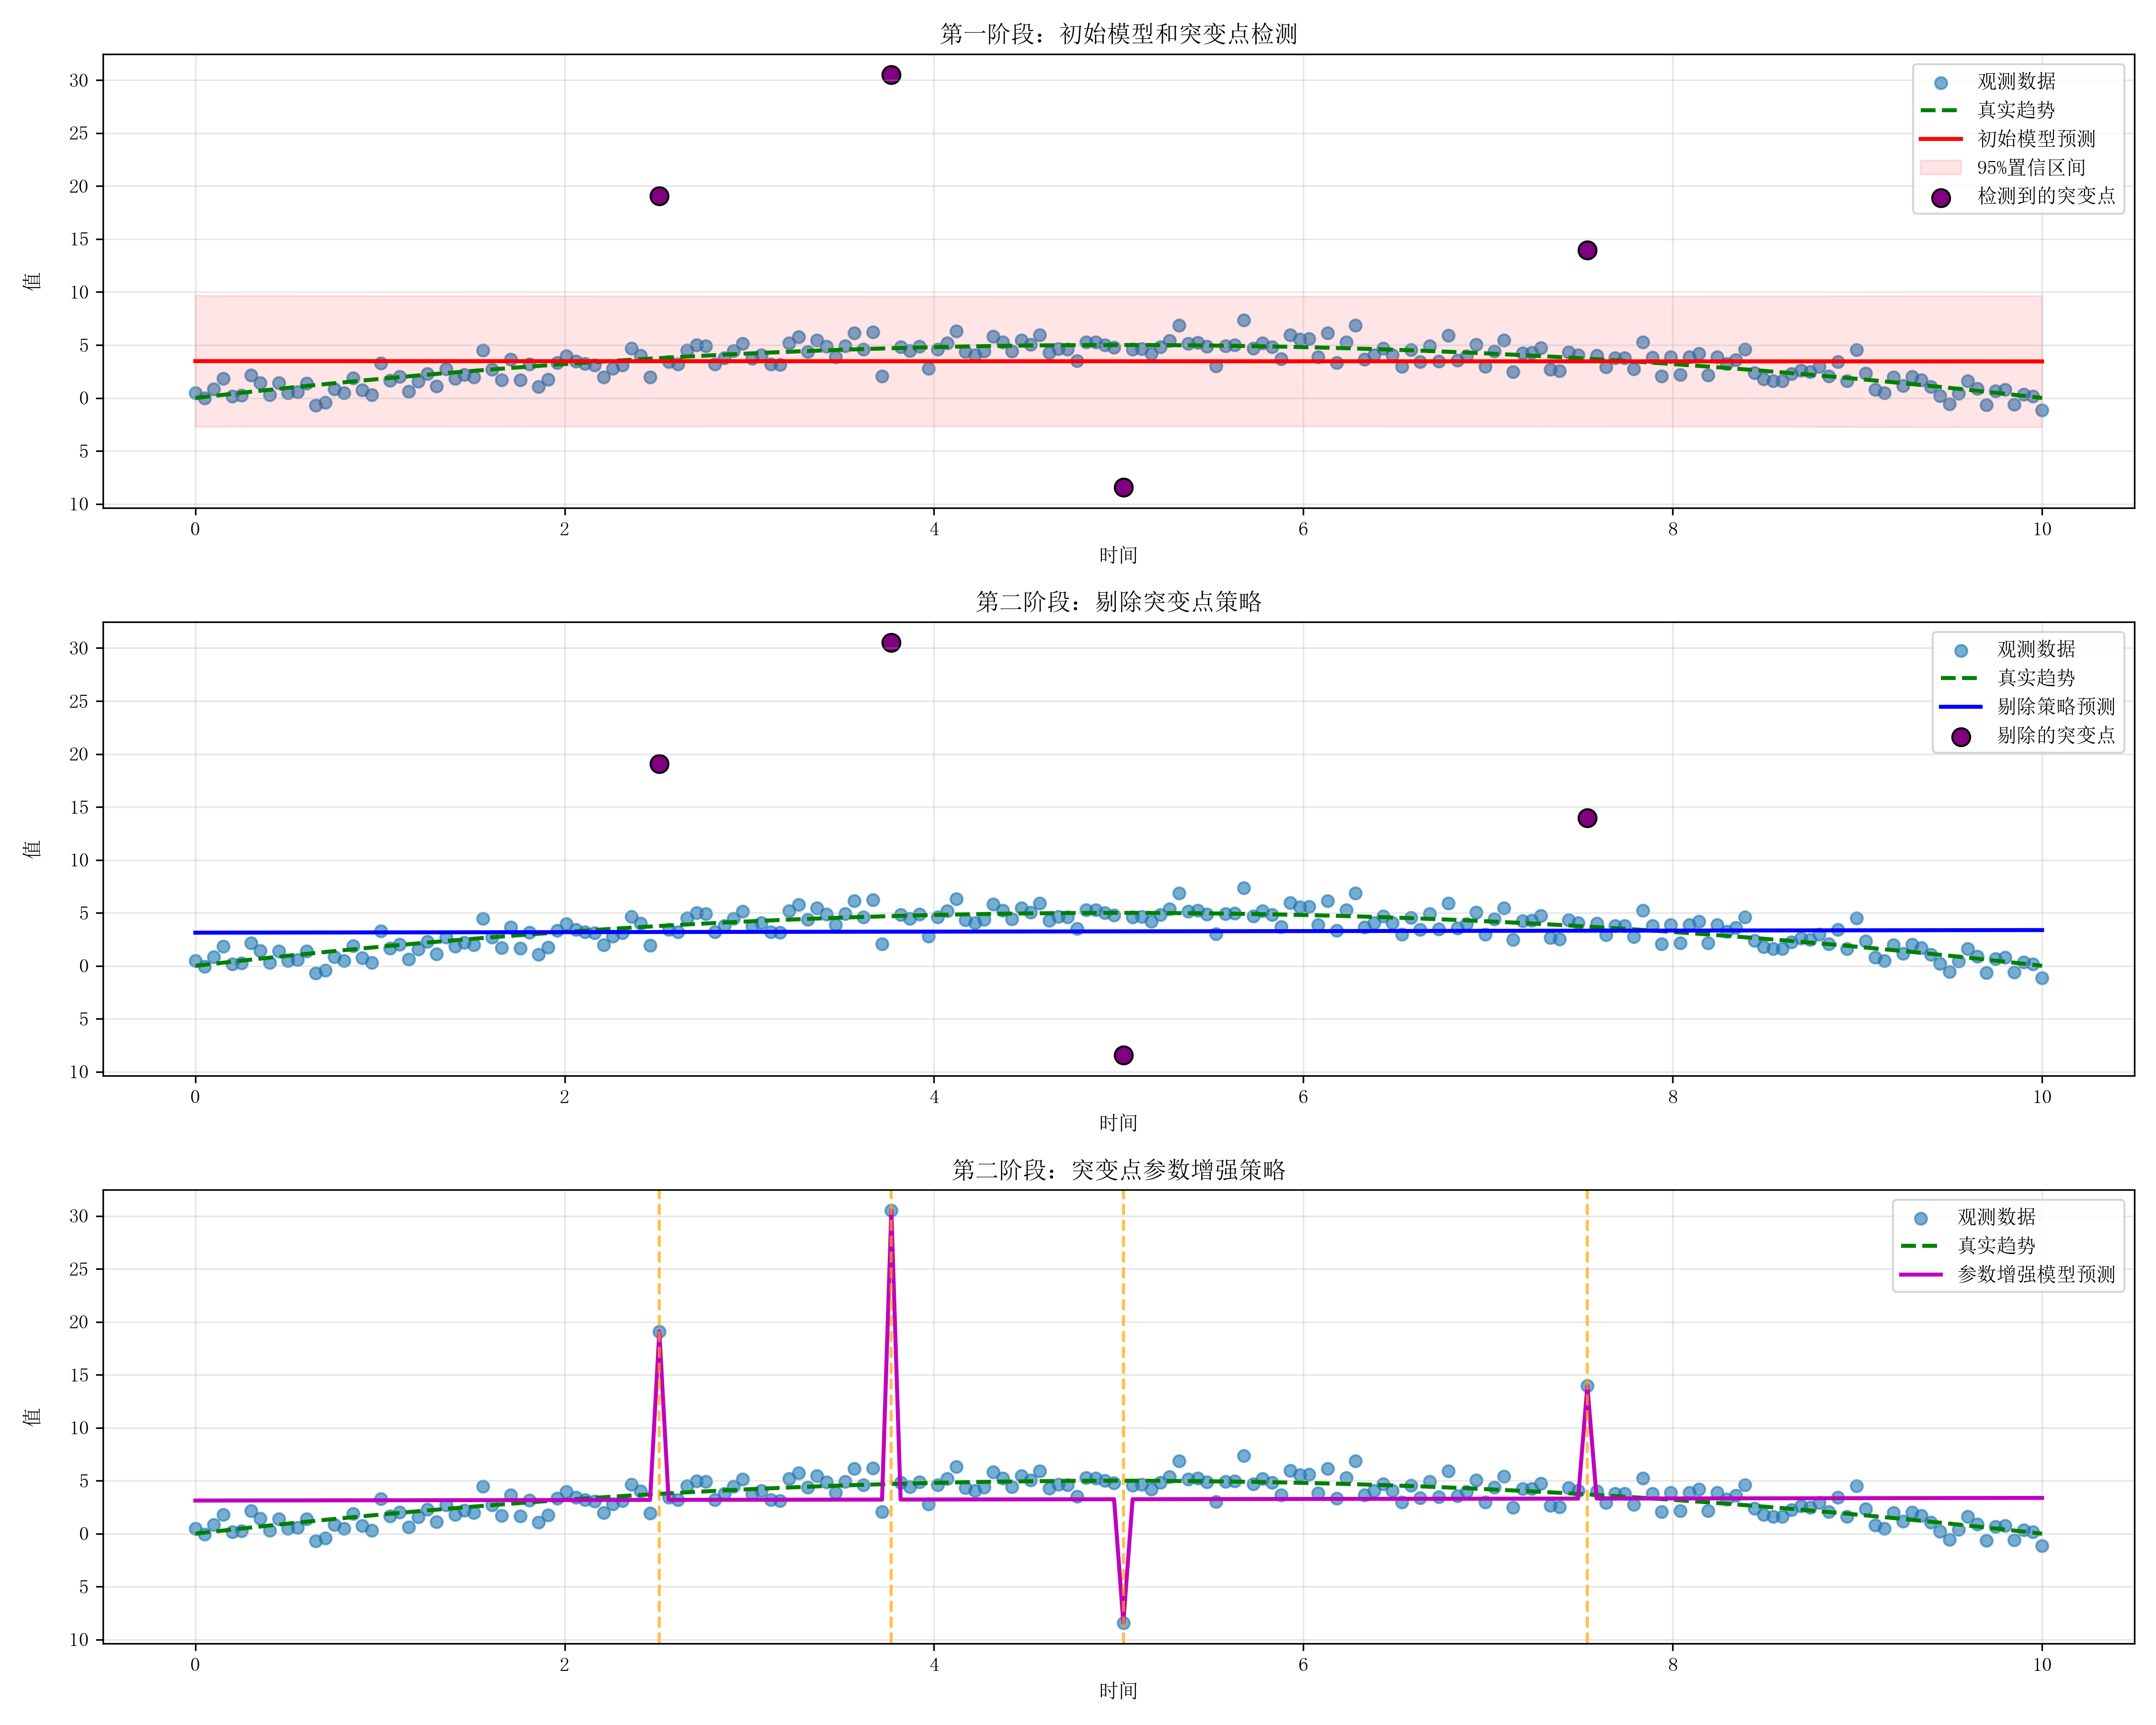 第一阶段：初始模型和突变点检测
30
25
20
15
10
5
0
5
10
值
观测数据
真实趋势
初始模型预测
95%置信区间
检测到的突变点
0 2 4 6 8 10
时间
第二阶段：剔除突变点策略
30
25
20
15
10
5
0
5
10
值
观测数据
真实趋势
剔除策略预测
剔除的突变点
0 2 4 6 8 10
时间
第二阶段：突变点参数增强策略
30
25
20
15
10
5
0
5
10
值
观测数据
真实趋势
参数增强模型预测
0 2 4 6 8 10
时间